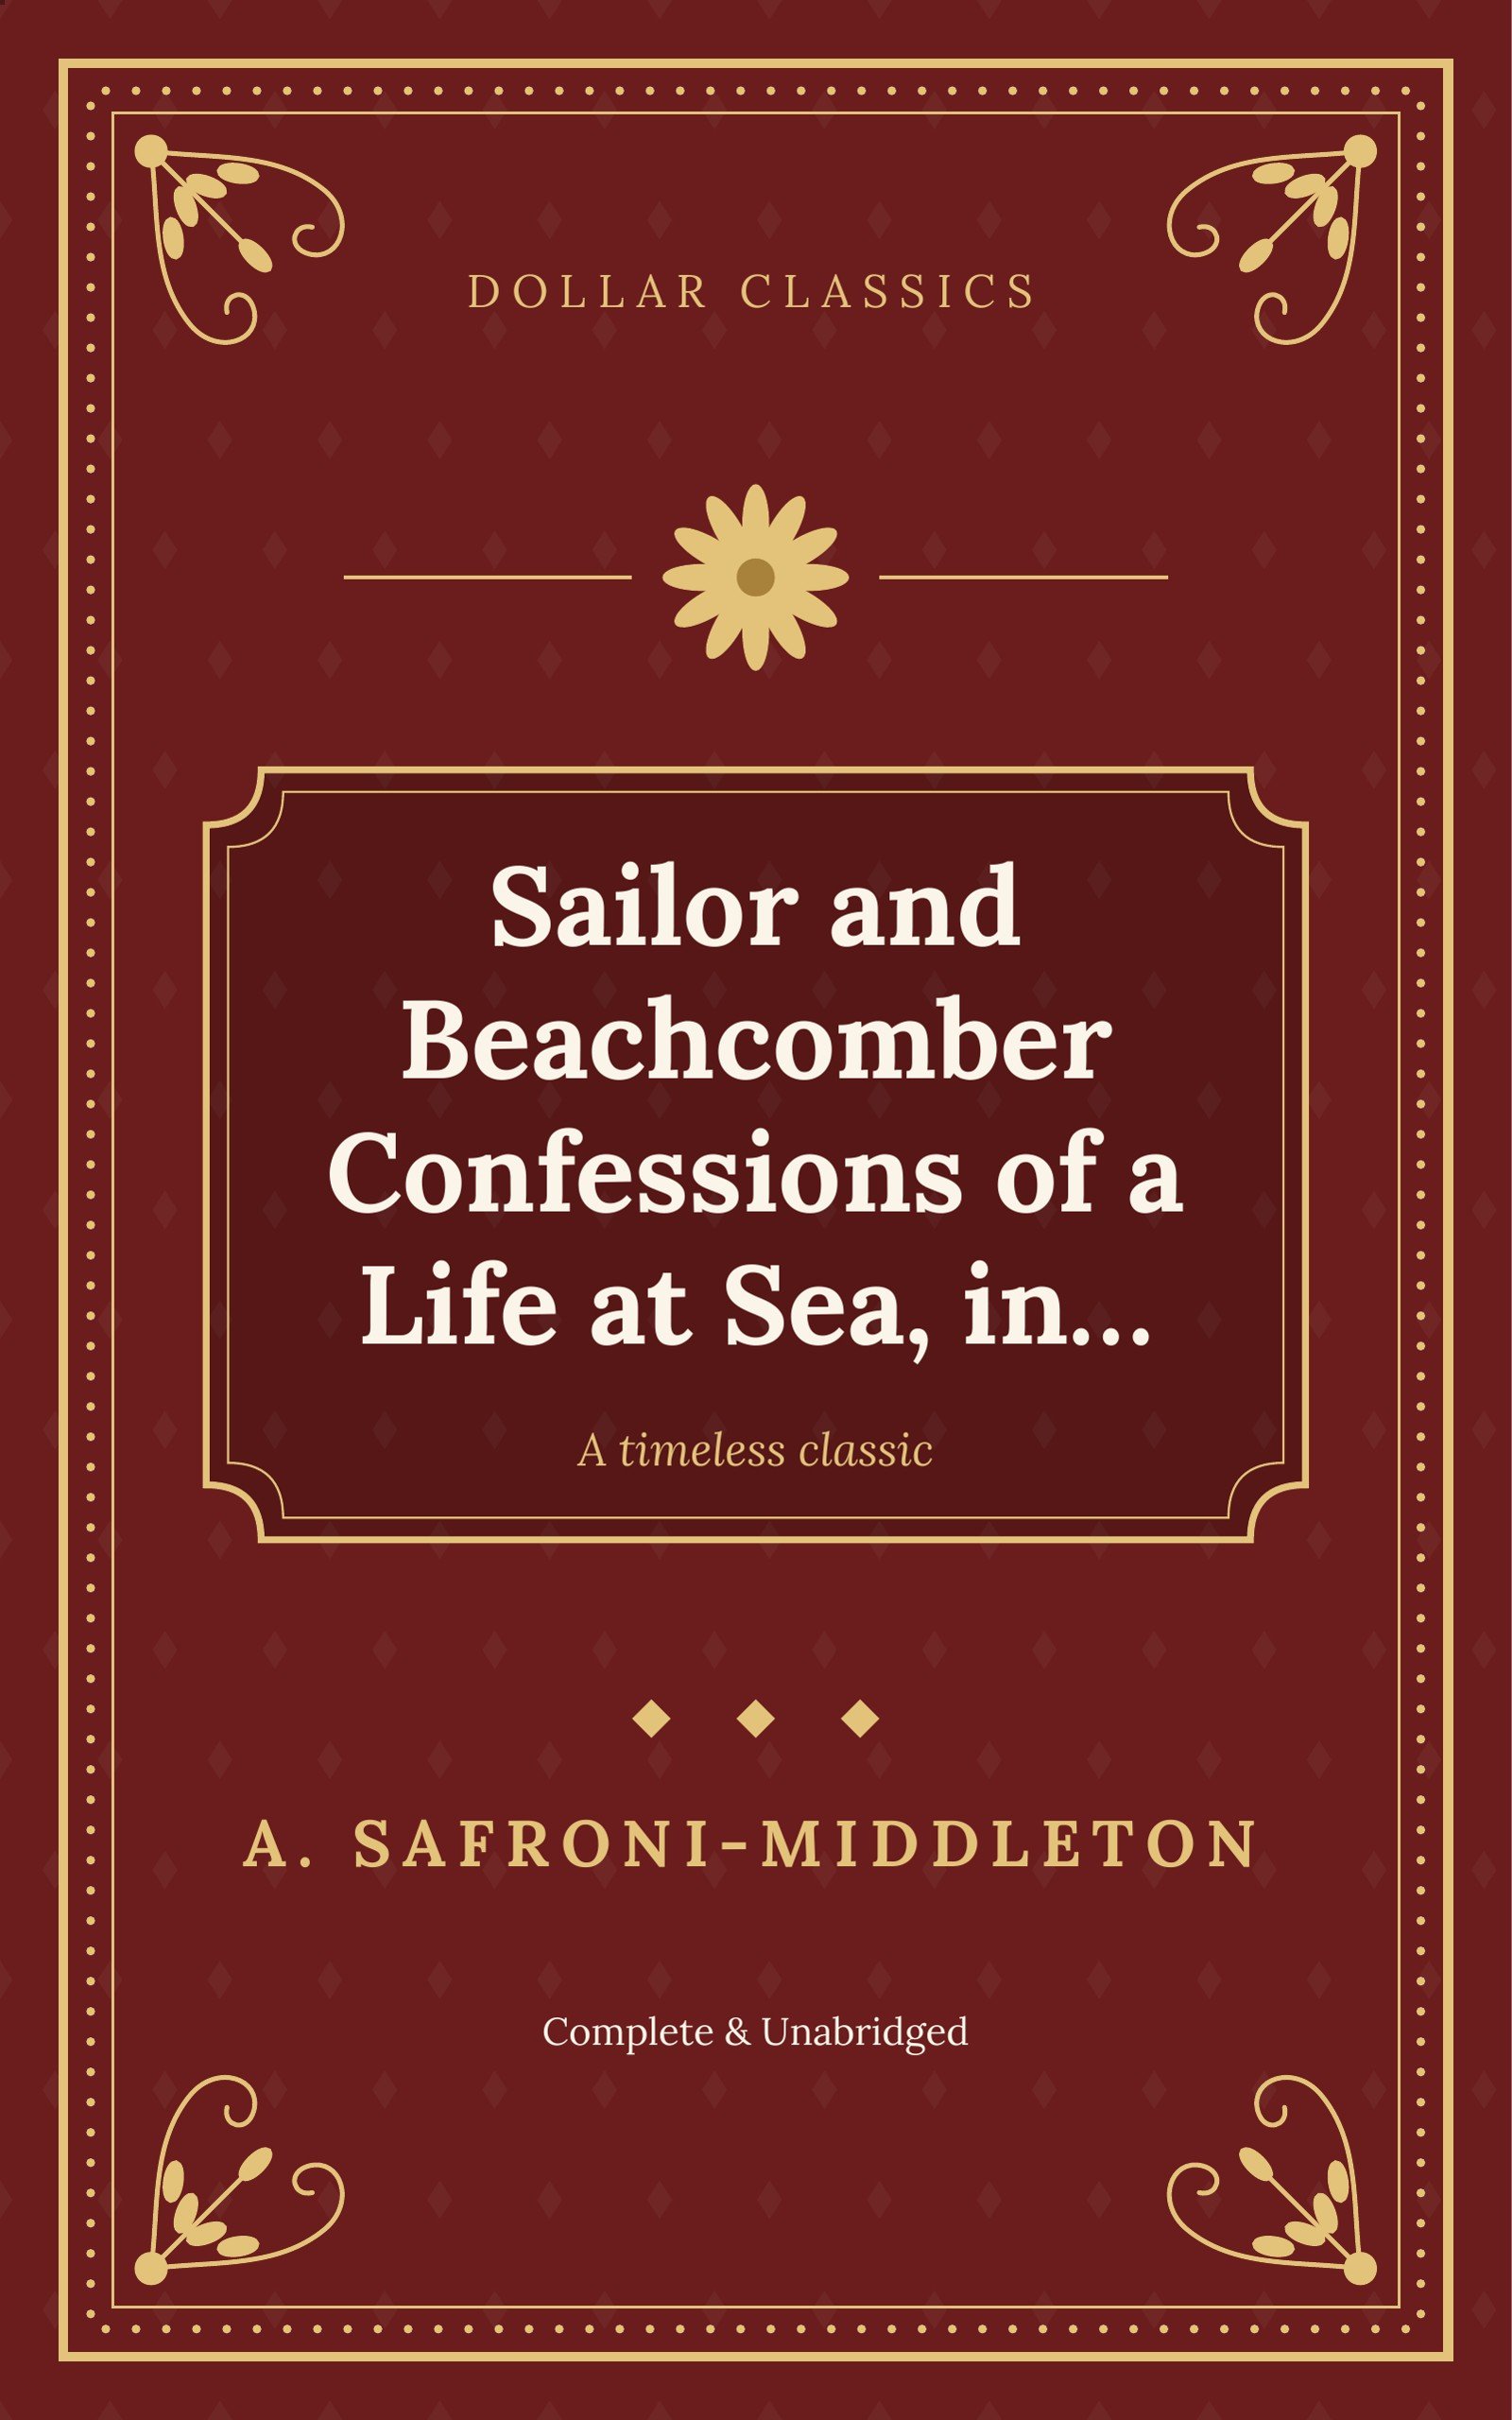 DOLLAR CLASSICS
Sailor and
Beachcomber
Confessions of a
Life at Sea, in...
A timeless classic
A. SAFRONI-MIDDLETON
Complete & Unabridged